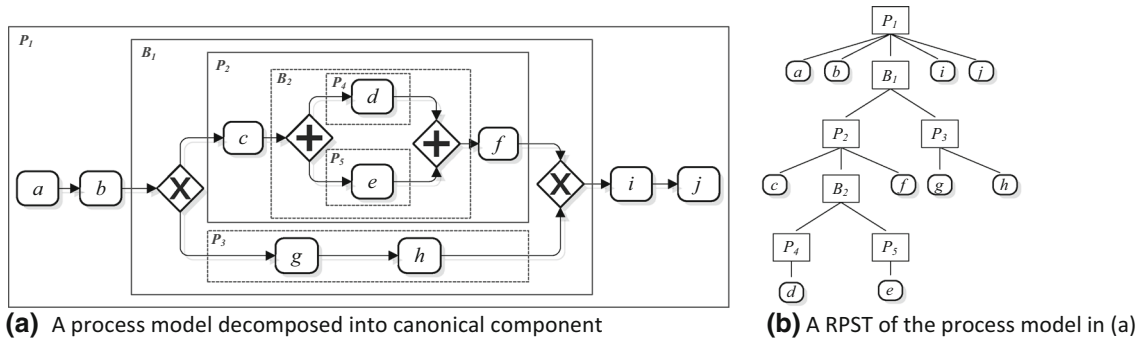 P1
B1
P2
B2
P4
d
c
f
P5
e
a
b
X
X
i
j
P3
g
h
(a) A process model decomposed into canonical component
P1
a
b
i
j
B1
P2
P3
c
f
g
h
B2
P4
P5
d
e
(b) A RPST of the process model in (a)